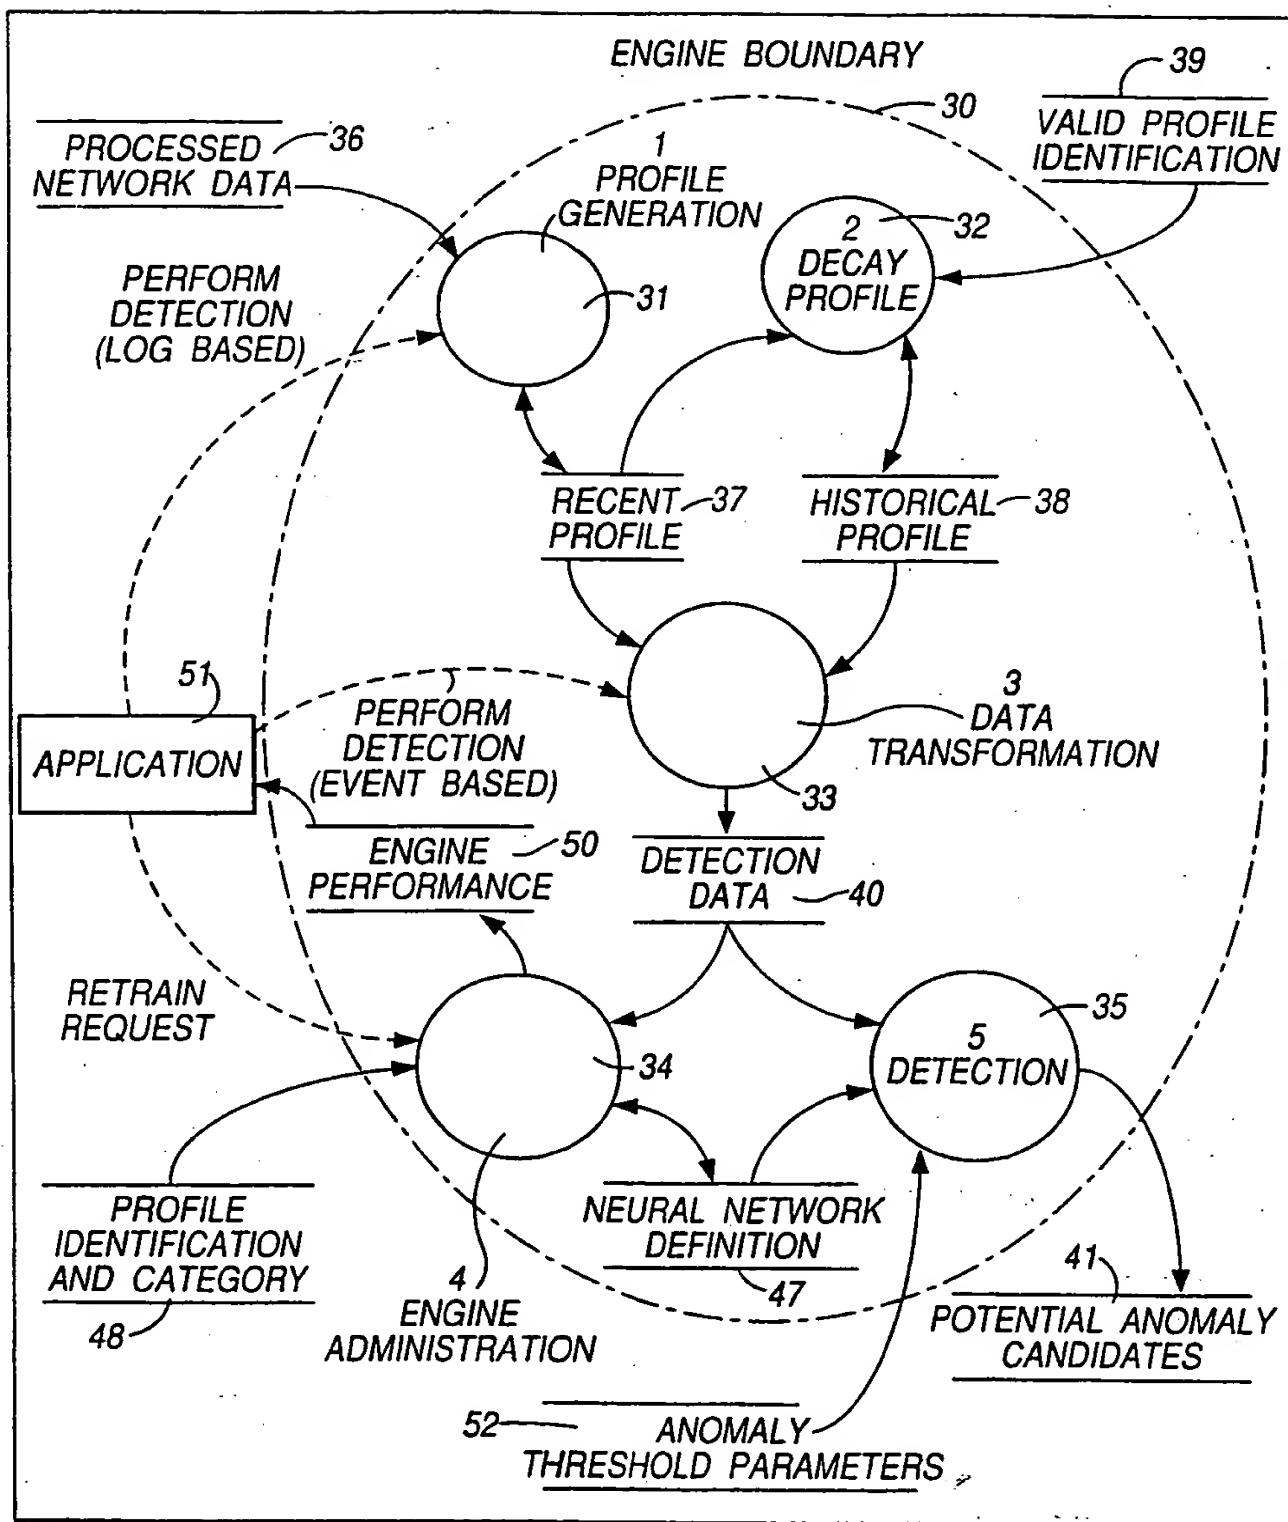 ENGINE BOUNDARY
39
30
VALID PROFILE
IDENTIFICATION
36
PROCESSED
NETWORK DATA
1
PROFILE
GENERATION
32
2
DECAY
PROFILE
31
PERFORM
DETECTION
(LOG BASED)
RECENT
PROFILE
37
HISTORICAL
PROFILE
38
51
APPLICATION
PERFORM
DETECTION
(EVENT BASED)
3
DATA
TRANSFORMATION
33
ENGINE
PERFORMANCE
50
DETECTION
DATA
40
RETRAIN
REQUEST
34
35
5
DETECTION
PROFILE
IDENTIFICATION
AND CATEGORY
48
4
ENGINE
ADMINISTRATION
NEURAL NETWORK
DEFINITION
47
41
POTENTIAL ANOMALY
CANDIDATES
52
ANOMALY
THRESHOLD PARAMETERS